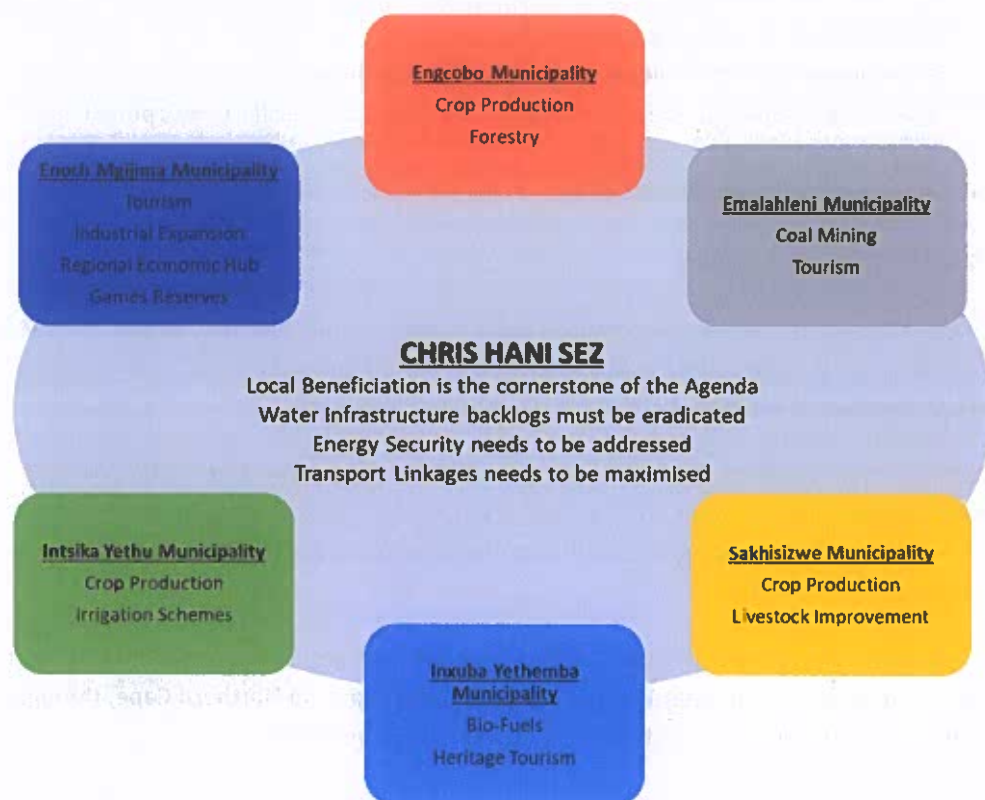 Engcobo Municipality
Crop Production
Forestry
Enoch Mgijima Municipality
Tourism
Industrial Expansion
Regional Economic Hub
Games Reserves
Emalahleni Municipality
Coal Mining
Tourism
CHRIS HANI SEZ
Local Beneficiation is the cornerstone of the Agenda
Water Infrastructure backlogs must be eradicated
Energy Security needs to be addressed
Transport Linkages needs to be maximised
Intsika Yethu Municipality
Crop Production
Irrigation Schemes
Sakhisizwe Municipality
Crop Production
Livestock Improvement
Inxuba Yethemba
Municipality
Bio-Fuels
Heritage Tourism